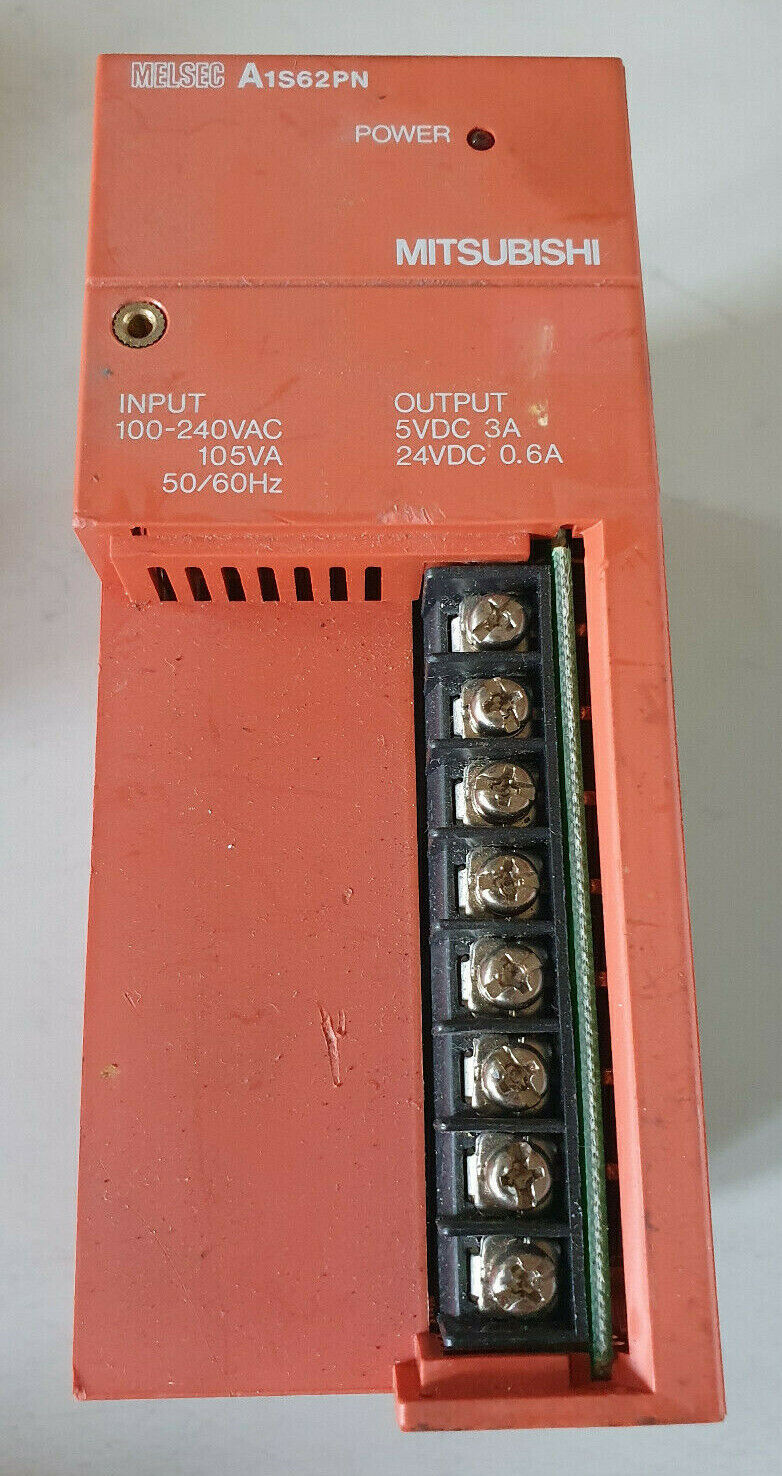 MELSEC A1S62PN
POWER
MITSUBISHI
INPUT
100-240VAC
105VA
50/60Hz
OUTPUT
5VDC 3A
24VDC 0.6A